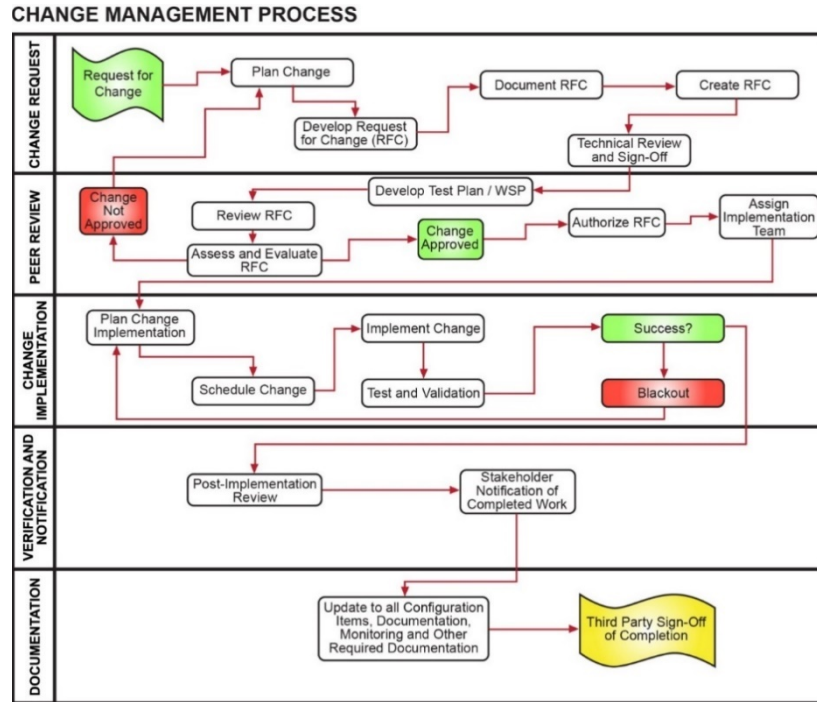 CHANGE MANAGEMENT PROCESS
CHANGE REQUEST
Request for
Change
Plan Change
Develop Request
for Change (RFC)
Document RFC
Create RFC
Technical Review
and Sign-Off
PEER REVIEW
Change
Not
Approved
Develop Test Plan / WSP
Review RFC
Assess and Evaluate
RFC
Change
Approved
Authorize RFC
Assign
Implementation
Team
CHANGE
IMPLEMENTATION
Plan Change
Implementation
Schedule Change
Implement Change
Test and Validation
Success?
Blackout
VERIFICATION AND
NOTIFICATION
Post-Implementation
Review
Stakeholder
Notification of
Completed Work
DOCUMENTATION
Update to all Configuration
Items, Documentation,
Monitoring and Other
Required Documentation
Third Party Sign-Off
of Completion